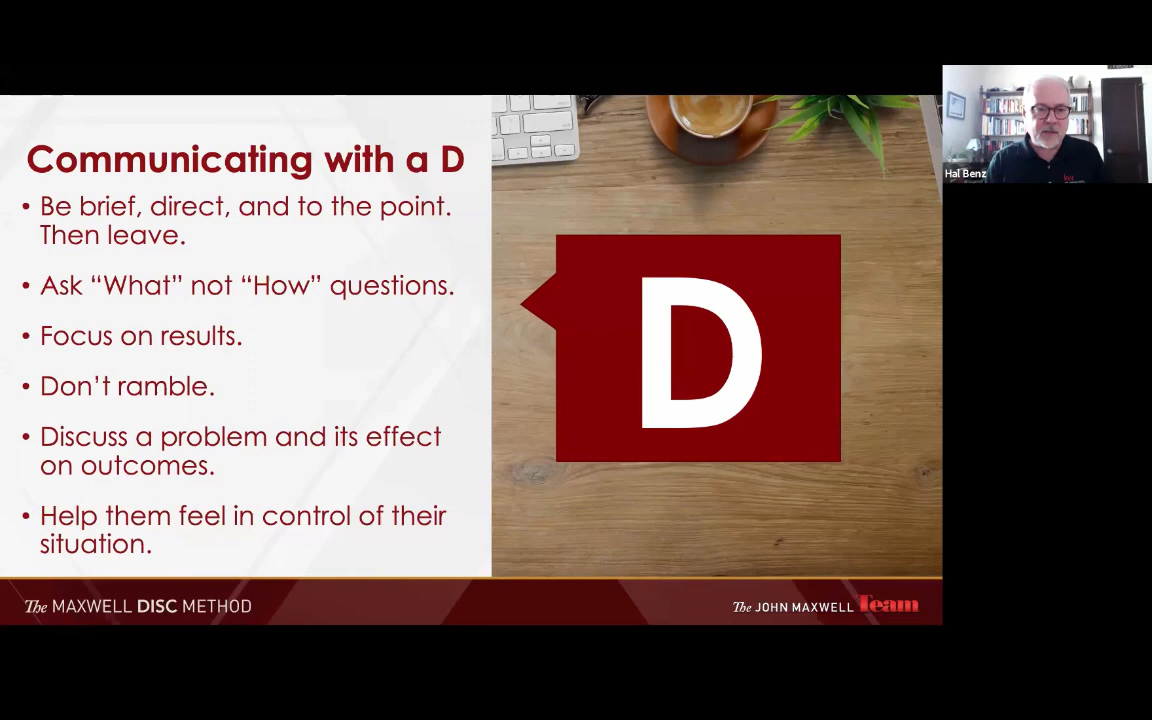 Communicating with a D
• Be brief, direct, and to the point.
Then leave.
• Ask “What” not “How” questions.
• Focus on results.
• Don’t ramble.
• Discuss a problem and its effect
on outcomes.
• Help them feel in control of their
situation.
D
The MAXWELL DISC METHOD
The JOHN MAXWELL Team
Hal Benz